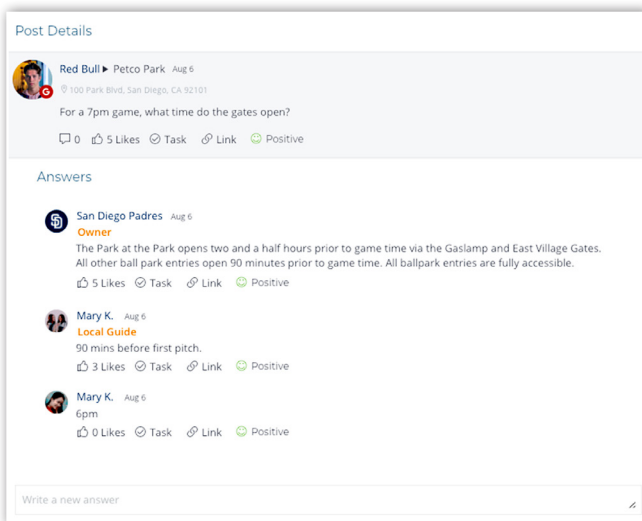 Post Details
Red Bull ▸ Petco Park Aug 6
100 Park Blvd, San Diego, CA 92101
For a 7pm game, what time do the gates open?
0 5 Likes Task Link Positive
Answers
San Diego Padres Aug 6
Owner
The Park at the Park opens two and a half hours prior to game time via the Gaslamp and East Village Gates.
All other ball park entries open 90 minutes prior to game time. All ballpark entries are fully accessible.
5 Likes Task Link Positive
Mary K. Aug 6
Local Guide
90 mins before first pitch.
3 Likes Task Link Positive
Mary K. Aug 6
6pm
0 Likes Task Link Positive
Write a new answer